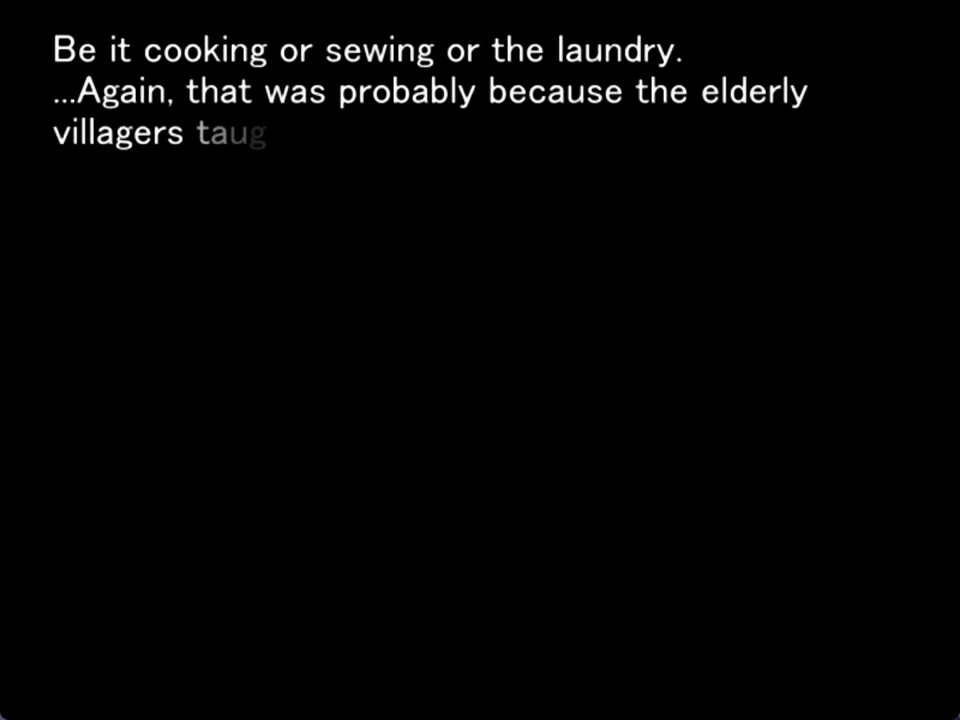 Be it cooking or sewing or the laundry.
...Again, that was probably because the elderly
villagers taug